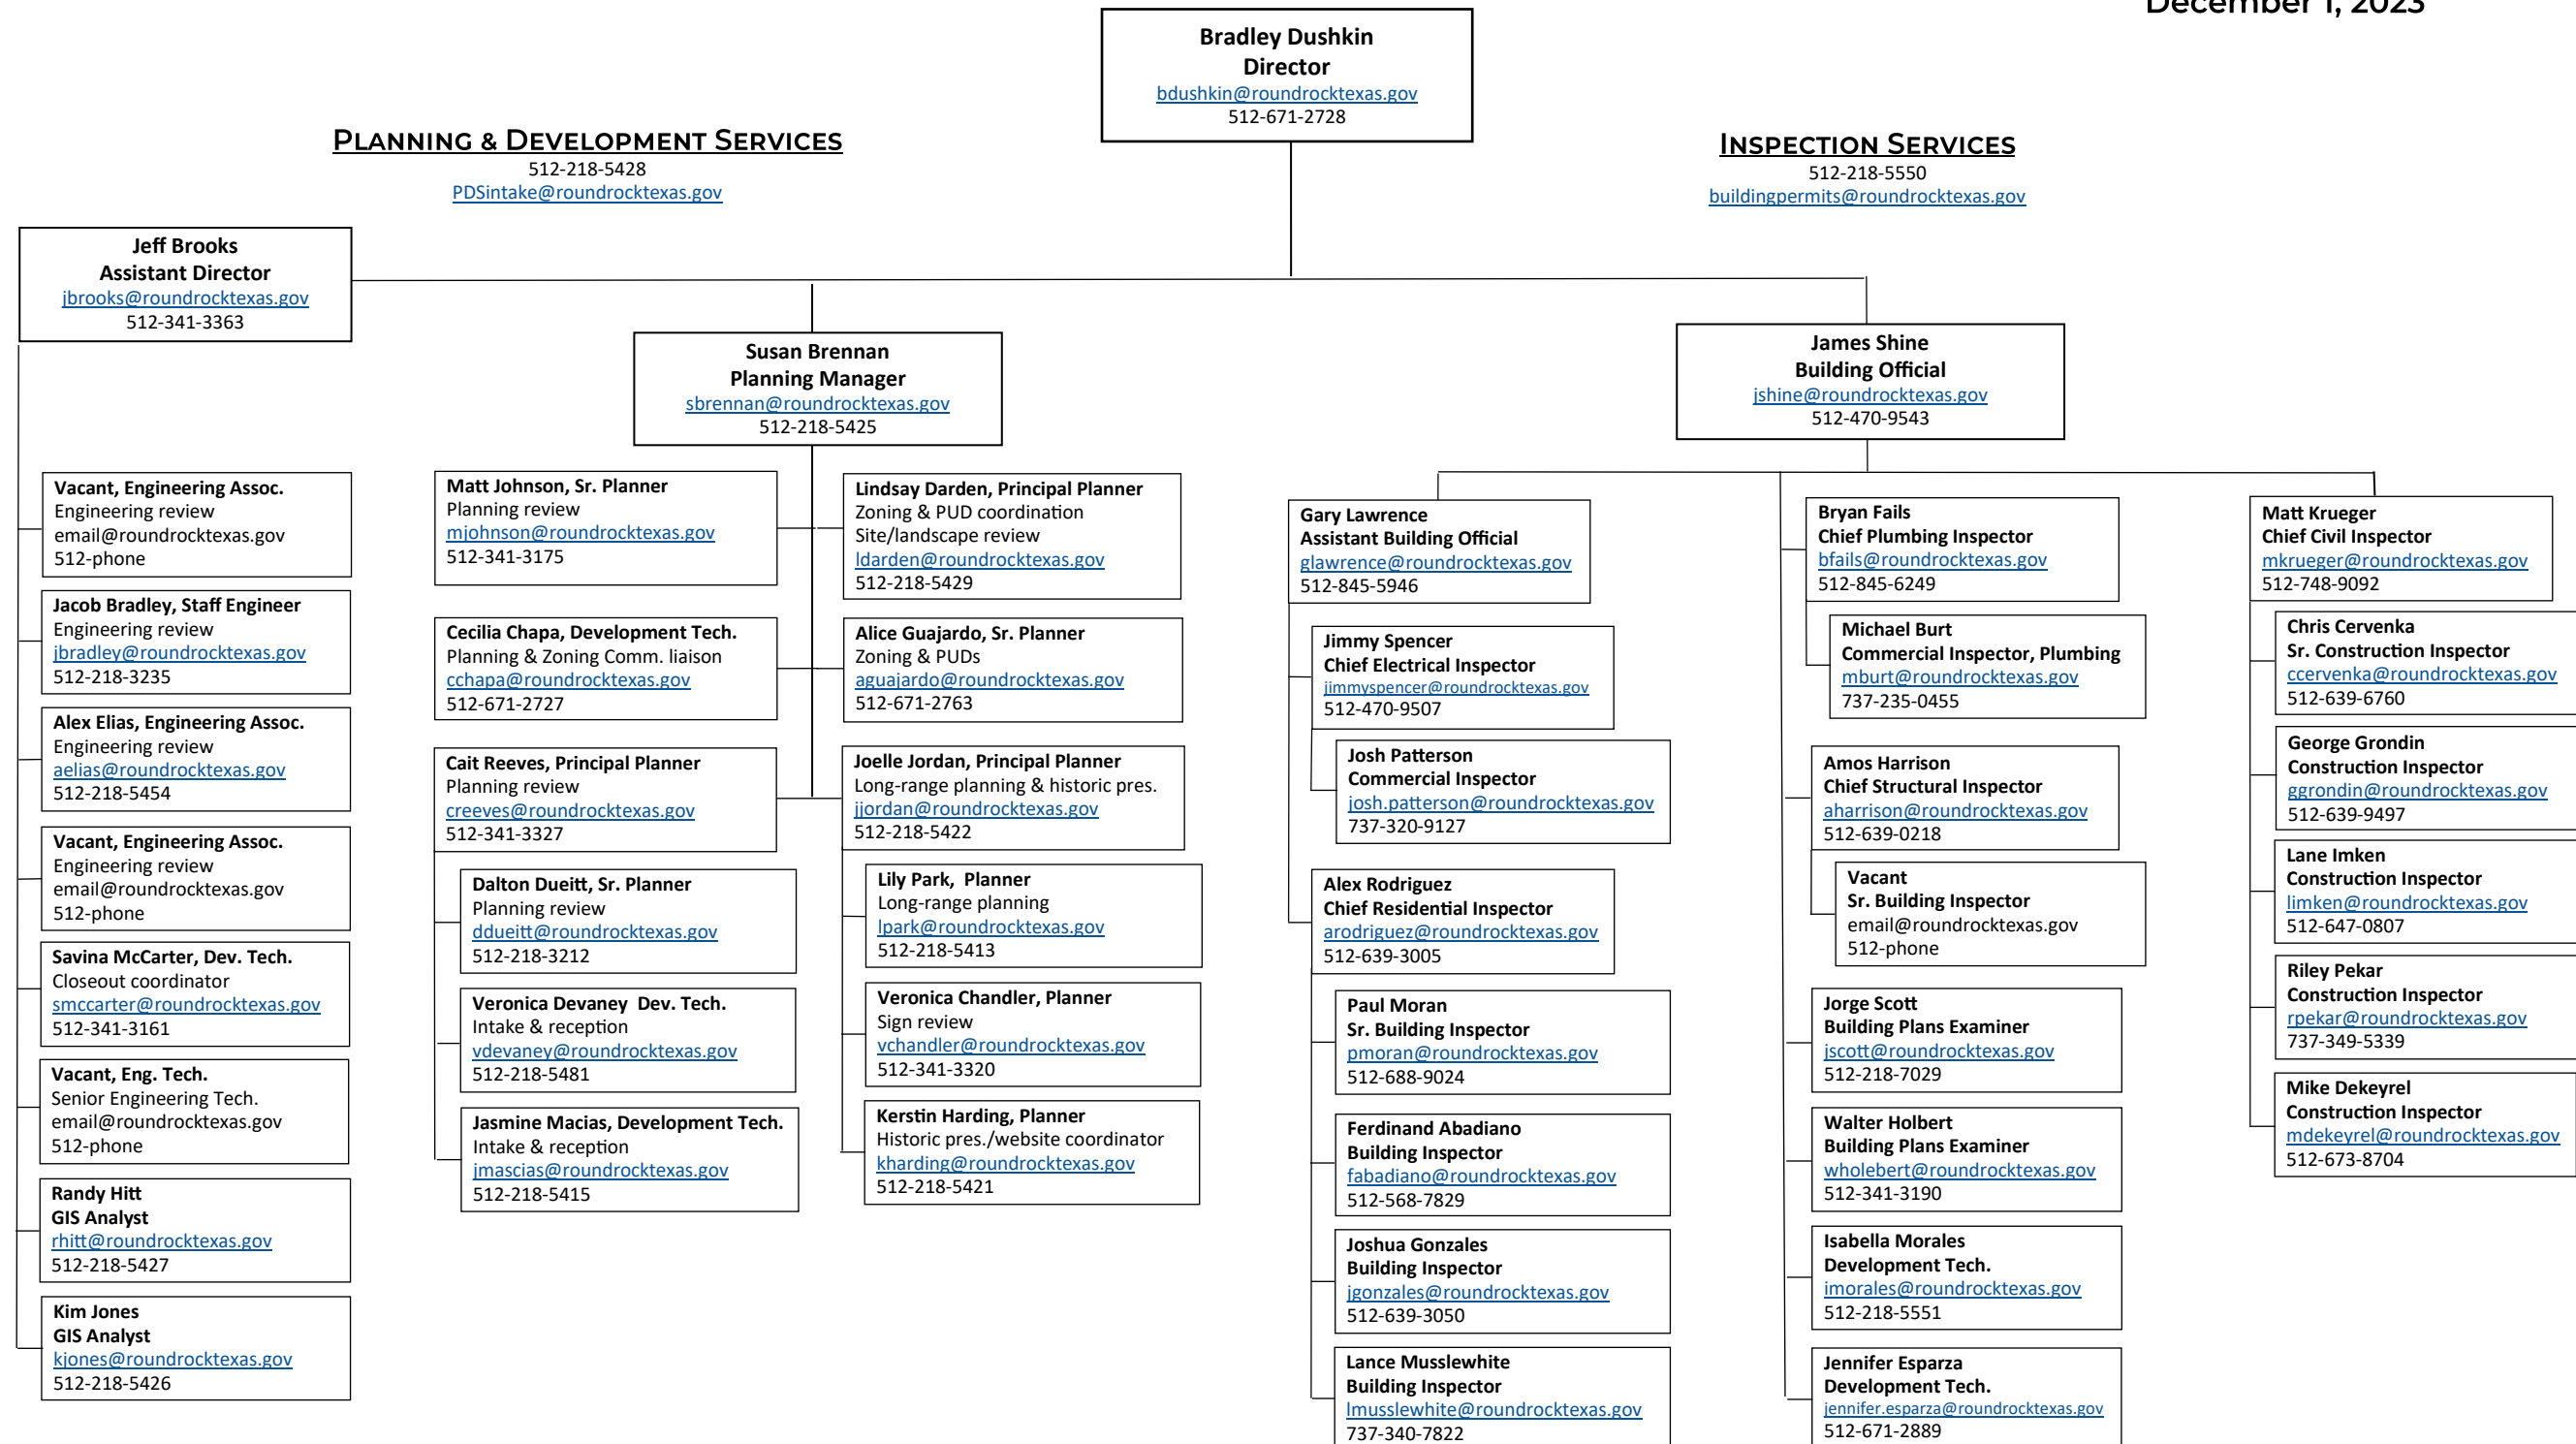 December 1, 2023
Bradley Dushkin
Director
bdushkin@roundrocktexas.gov
512-671-2728
PLANNING & DEVELOPMENT SERVICES
512-218-5428
PDSintake@roundrocktexas.gov
INSPECTION SERVICES
512-218-5550
buildingpermits@roundrocktexas.gov
Jeff Brooks
Assistant Director
jbrooks@roundrocktexas.gov
512-341-3363
Susan Brennan
Planning Manager
sbrennan@roundrocktexas.gov
512-218-5425
James Shine
Building Official
jshine@roundrocktexas.gov
512-470-9543
Vacant, Engineering Assoc.
Engineering review
email@roundrocktexas.gov
512-phone
Jacob Bradley, Staff Engineer
Engineering review
jbradley@roundrocktexas.gov
512-218-3235
Alex Elias, Engineering Assoc.
Engineering review
aelias@roundrocktexas.gov
512-218-5454
Vacant, Engineering Assoc.
Engineering review
email@roundrocktexas.gov
512-phone
Savina McCarter, Dev. Tech.
Closeout coordinator
smccarter@roundrocktexas.gov
512-341-3161
Vacant, Eng. Tech.
Senior Engineering Tech.
email@roundrocktexas.gov
512-phone
Randy Hitt
GIS Analyst
rhitt@roundrocktexas.gov
512-218-5427
Kim Jones
GIS Analyst
kjones@roundrocktexas.gov
512-218-5426
Matt Johnson, Sr. Planner
Planning review
mjohnson@roundrocktexas.gov
512-341-3175
Cecilia Chapa, Development Tech.
Planning & Zoning Comm. liaison
cchapa@roundrocktexas.gov
512-671-2727
Cait Reeves, Principal Planner
Planning review
creeves@roundrocktexas.gov
512-341-3327
Dalton Dueitt, Sr. Planner
Planning review
ddueitt@roundrocktexas.gov
512-218-3212
Veronica Devaney  Dev. Tech.
Intake & reception
vdevaney@roundrocktexas.gov
512-218-5481
Jasmine Macias, Development Tech.
Intake & reception
jmascias@roundrocktexas.gov
512-218-5415
Lindsay Darden, Principal Planner
Zoning & PUD coordination
Site/landscape review
ldarden@roundrocktexas.gov
512-218-5429
Alice Guajardo, Sr. Planner
Zoning & PUDs
aguajardo@roundrocktexas.gov
512-671-2763
Joelle Jordan, Principal Planner
Long-range planning & historic pres.
jjordan@roundrocktexas.gov
512-218-5422
Lily Park,  Planner
Long-range planning
lpark@roundrocktexas.gov
512-218-5413
Veronica Chandler, Planner
Sign review
vchandler@roundrocktexas.gov
512-341-3320
Kerstin Harding, Planner
Historic pres./website coordinator
kharding@roundrocktexas.gov
512-218-5421
Gary Lawrence
Assistant Building Official
glawrence@roundrocktexas.gov
512-845-5946
Jimmy Spencer
Chief Electrical Inspector
jimmyspencer@roundrocktexas.gov
512-470-9507
Josh Patterson
Commercial Inspector
josh.patterson@roundrocktexas.gov
737-320-9127
Alex Rodriguez
Chief Residential Inspector
arodriguez@roundrocktexas.gov
512-639-3005
Paul Moran
Sr. Building Inspector
pmoran@roundrocktexas.gov
512-688-9024
Ferdinand Abadiano
Building Inspector
fabadiano@roundrocktexas.gov
512-568-7829
Joshua Gonzales
Building Inspector
jgonzales@roundrocktexas.gov
512-639-3050
Lance Musslewhite
Building Inspector
lmusslewhite@roundrocktexas.gov
737-340-7822
Bryan Fails
Chief Plumbing Inspector
bfails@roundrocktexas.gov
512-845-6249
Michael Burt
Commercial Inspector, Plumbing
mburt@roundrocktexas.gov
737-235-0455
Amos Harrison
Chief Structural Inspector
aharrison@roundrocktexas.gov
512-639-0218
Vacant
Sr. Building Inspector
email@roundrocktexas.gov
512-phone
Jorge Scott
Building Plans Examiner
jscott@roundrocktexas.gov
512-218-7029
Walter Holbert
Building Plans Examiner
wholebert@roundrocktexas.gov
512-341-3190
Isabella Morales
Development Tech.
imorales@roundrocktexas.gov
512-218-5551
Jennifer Esparza
Development Tech.
jennifer.esparza@roundrocktexas.gov
512-671-2889
Matt Krueger
Chief Civil Inspector
mkrueger@roundrocktexas.gov
512-748-9092
Chris Cervenka
Sr. Construction Inspector
ccervenka@roundrocktexas.gov
512-639-6760
George Grondin
Construction Inspector
ggrondin@roundrocktexas.gov
512-639-9497
Lane Imken
Construction Inspector
limken@roundrocktexas.gov
512-647-0807
Riley Pekar
Construction Inspector
rpekar@roundrocktexas.gov
737-349-5339
Mike Dekeyrel
Construction Inspector
mdekeyrel@roundrocktexas.gov
512-673-8704